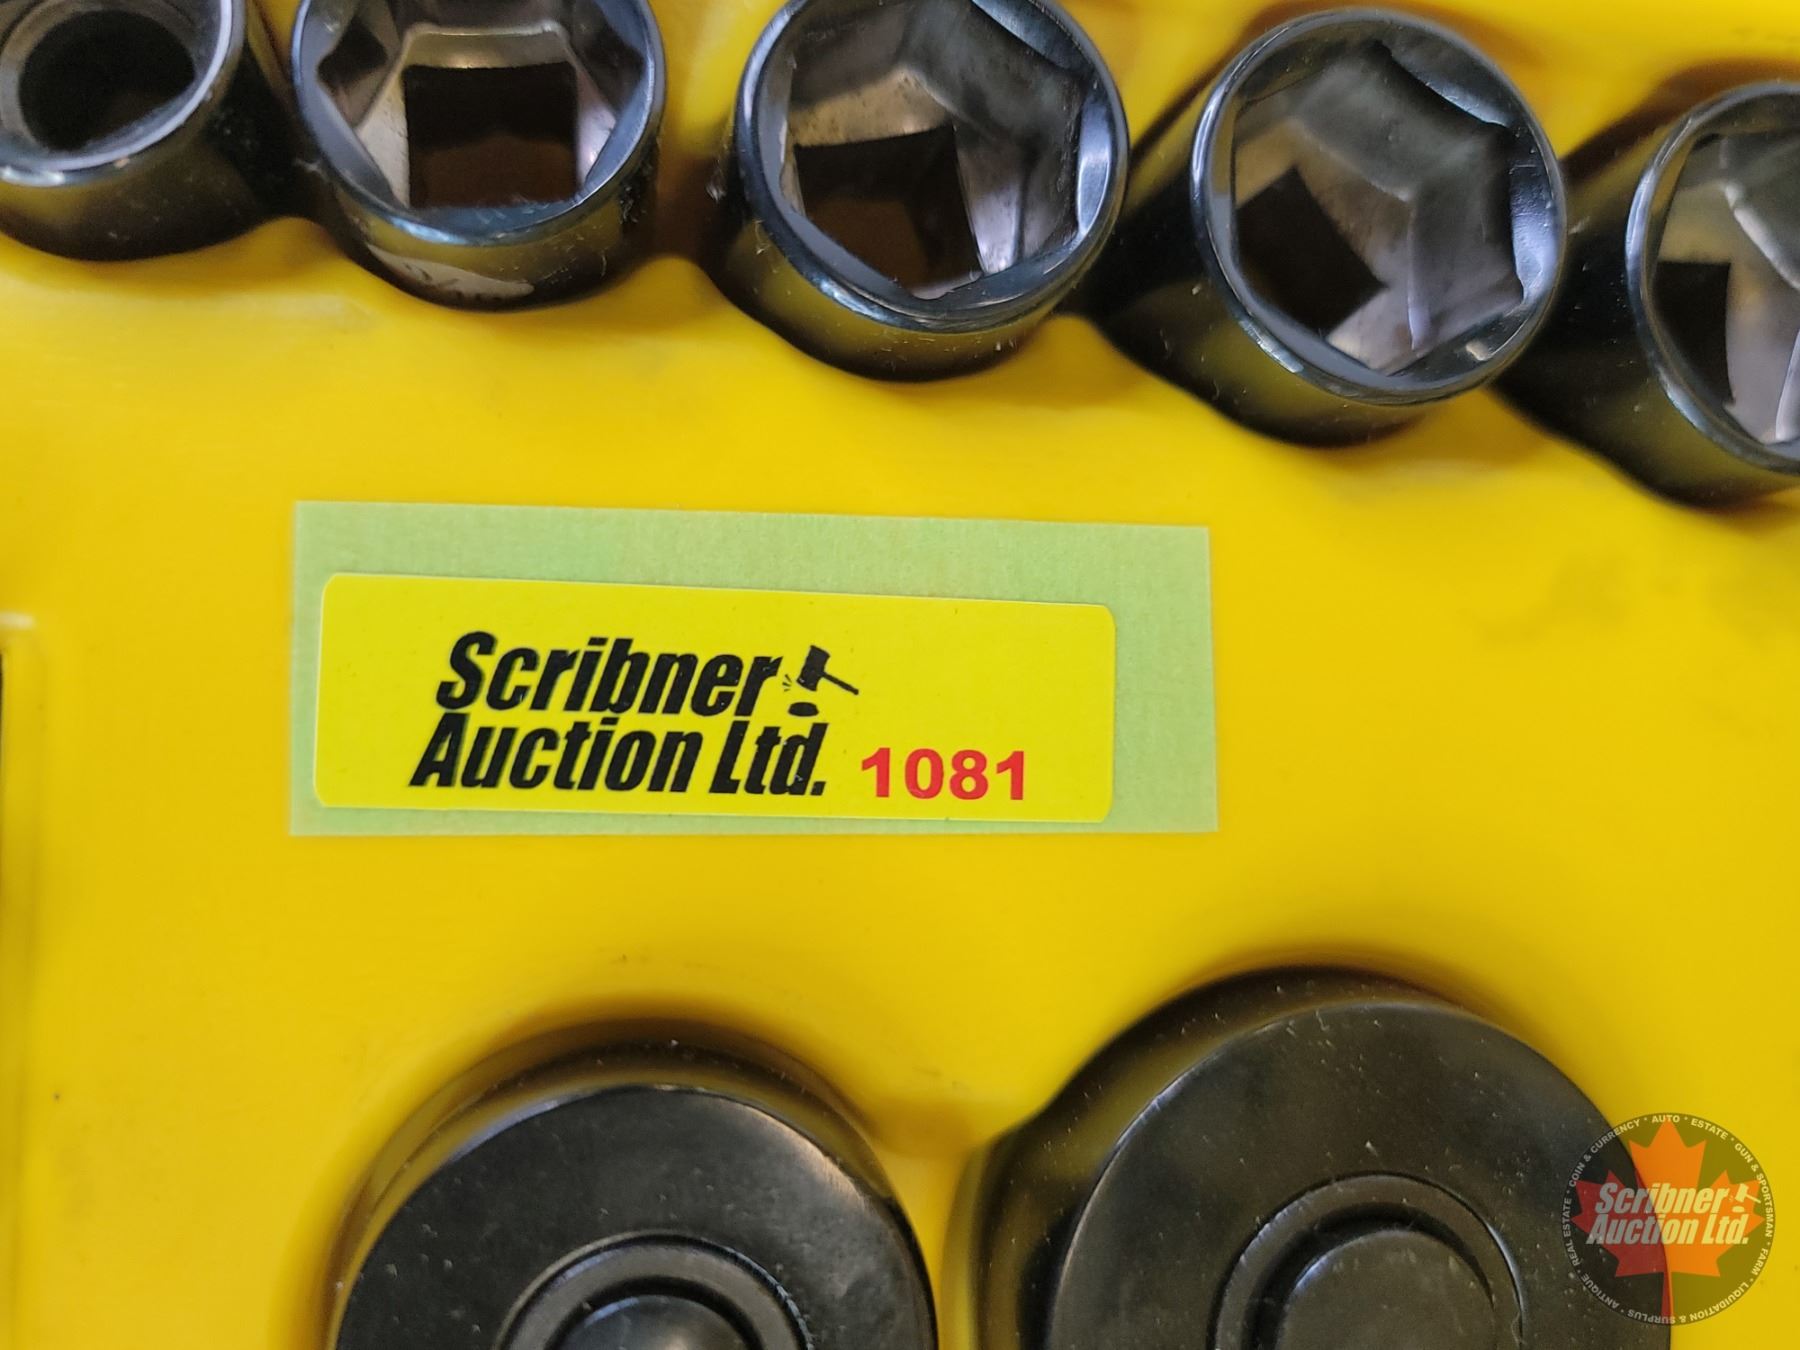 Scribner
Auction Ltd. 1081
COIN & CURRENCY • AUTO • ESTATE • GUN & SPORTSMAN • FARM • LIQUIDATION & SURPLUS • ANTIQUE • REAL ESTATE •
Scribner
Auction Ltd.